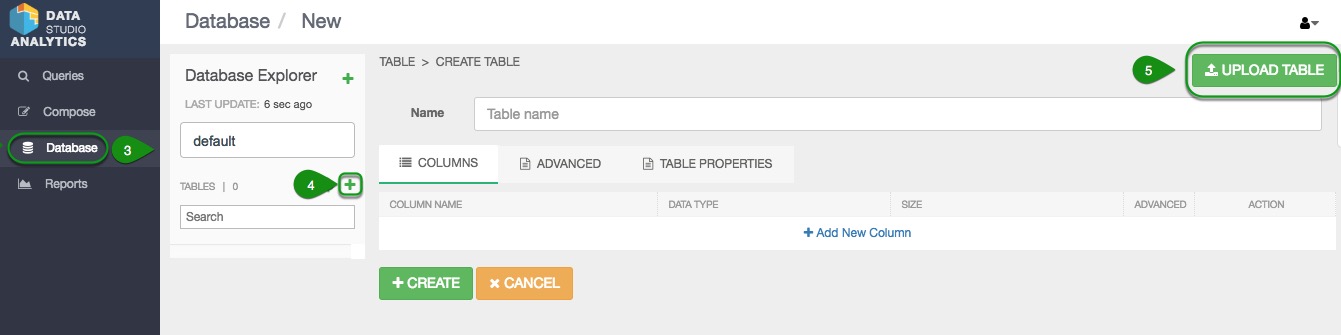 DATA
STUDIO
ANALYTICS
Queries
Compose
Database
3
Reports
Database / New
Database Explorer
LAST UPDATE: 6 sec ago
default
TABLES | 0
4
Search
TABLE > CREATE TABLE
5
UPLOAD TABLE
Name
Table name
COLUMNS
ADVANCED
TABLE PROPERTIES
COLUMN NAME
DATA TYPE
SIZE
ADVANCED
ACTION
Add New Column
CREATE
CANCEL